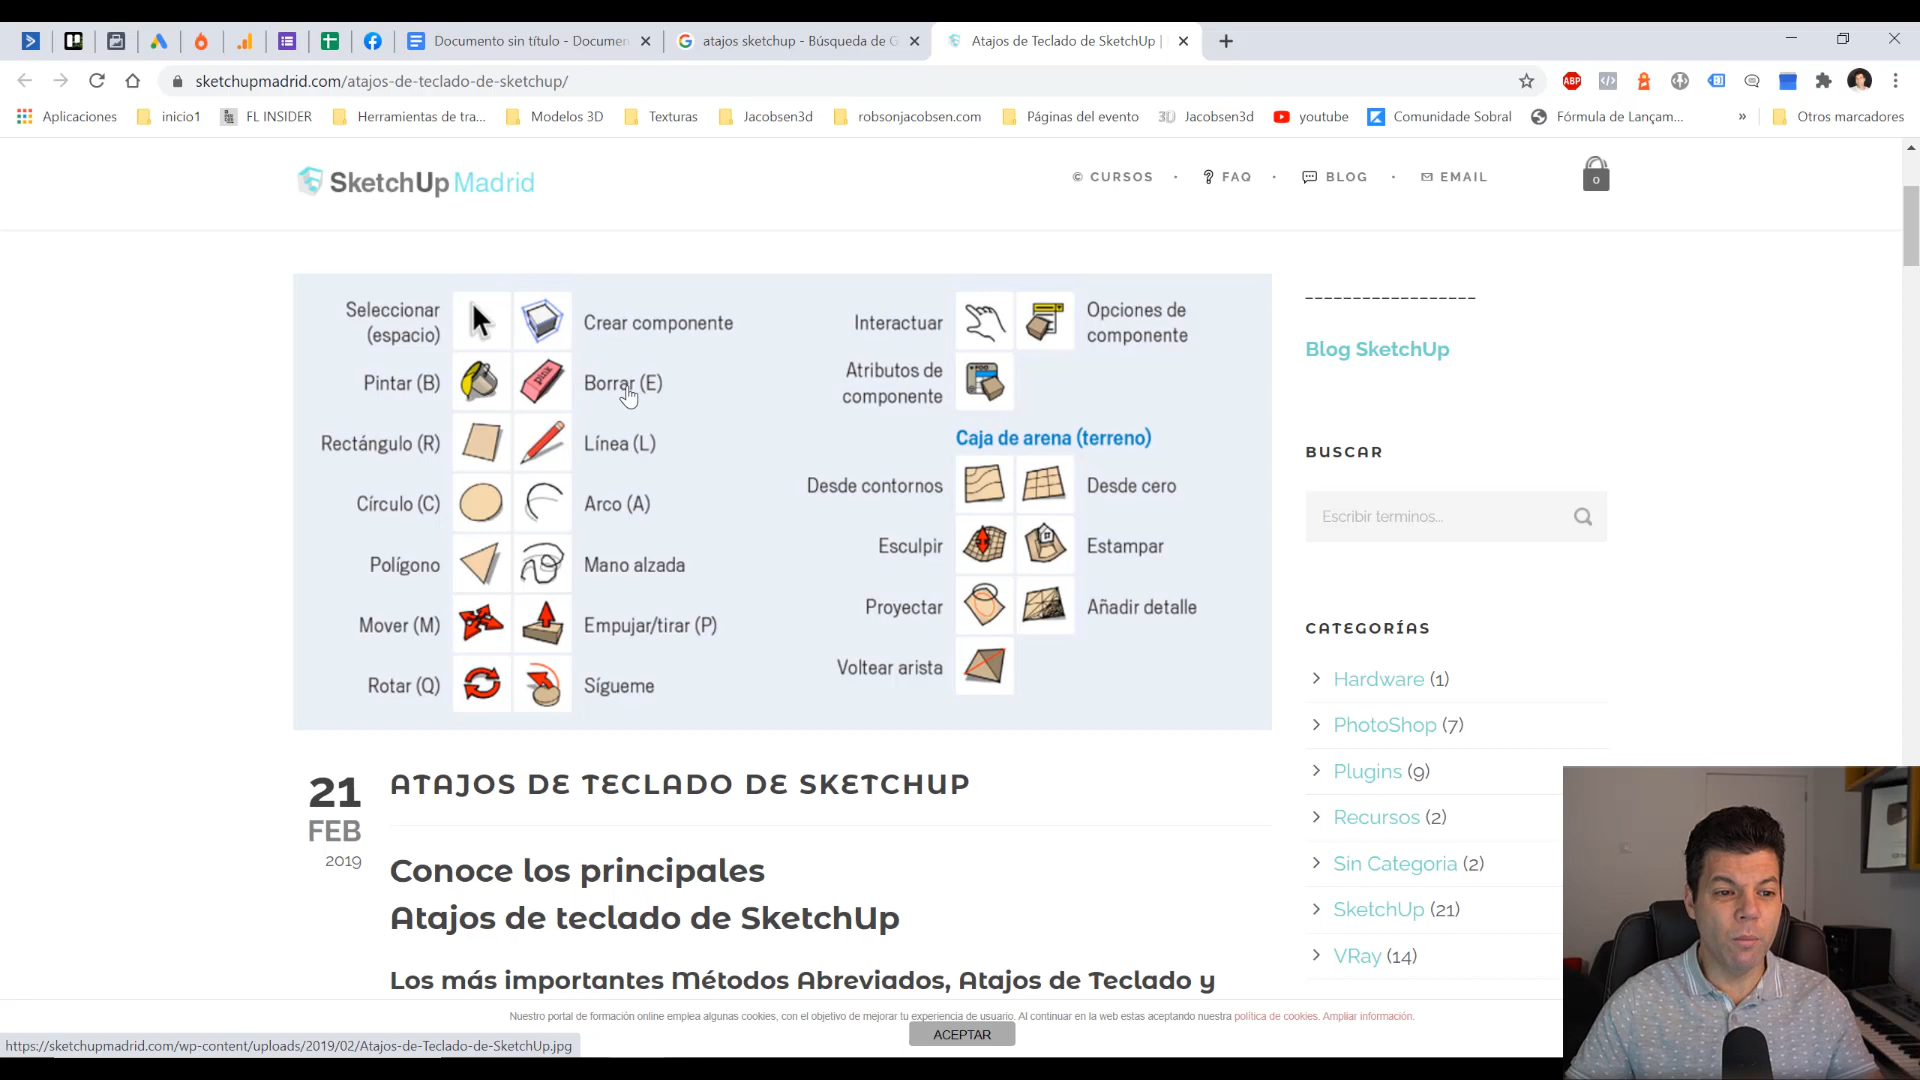 Documento sin título - Documen
atajos sketchup - Búsqueda de G
Atajos de Teclado de SketchUp |
sketchupmadrid.com/atajos-de-teclado-de-sketchup/
ABP
Aplicaciones
inicio1
FL INSIDER
Herramientas de tra...
Modelos 3D
Texturas
Jacobsen3d
robsonjacobsen.com
Páginas del evento
3D Jacobsen3d
youtube
Comunidade Sobral
Fórmula de Lançam...
»
Otros marcadores
SketchUp Madrid
© CURSOS
FAQ
BLOG
EMAIL
0
Seleccionar
(espacio)
Crear componente
Pintar (B)
Borrar (E)
Rectángulo (R)
Línea (L)
Círculo (C)
Arco (A)
Polígono
Mano alzada
Mover (M)
Empujar/tirar (P)
Rotar (Q)
Sígueme
Interactuar
Opciones de
componente
Atributos de
componente
Caja de arena (terreno)
Desde contornos
Desde cero
Esculpir
Estampar
Proyectar
Añadir detalle
Voltear arista
------------------
Blog SketchUp
BUSCAR
Escribir terminos...
CATEGORÍAS
Hardware (1)
PhotoShop (7)
Plugins (9)
Recursos (2)
Sin Categoria (2)
SketchUp (21)
VRay (14)
21
FEB
2019
ATAJOS DE TECLADO DE SKETCHUP
Conoce los principales
Atajos de teclado de SketchUp
Los más importantes Métodos Abreviados, Atajos de Teclado y
Nuestro portal de formación online emplea algunas cookies, con el objetivo de mejorar tu experiencia de usuario. Al continuar en la web estas aceptando nuestra política de cookies. Ampliar información.
ACEPTAR
https://sketchupmadrid.com/wp-content/uploads/2019/02/Atajos-de-Teclado-de-SketchUp.jpg